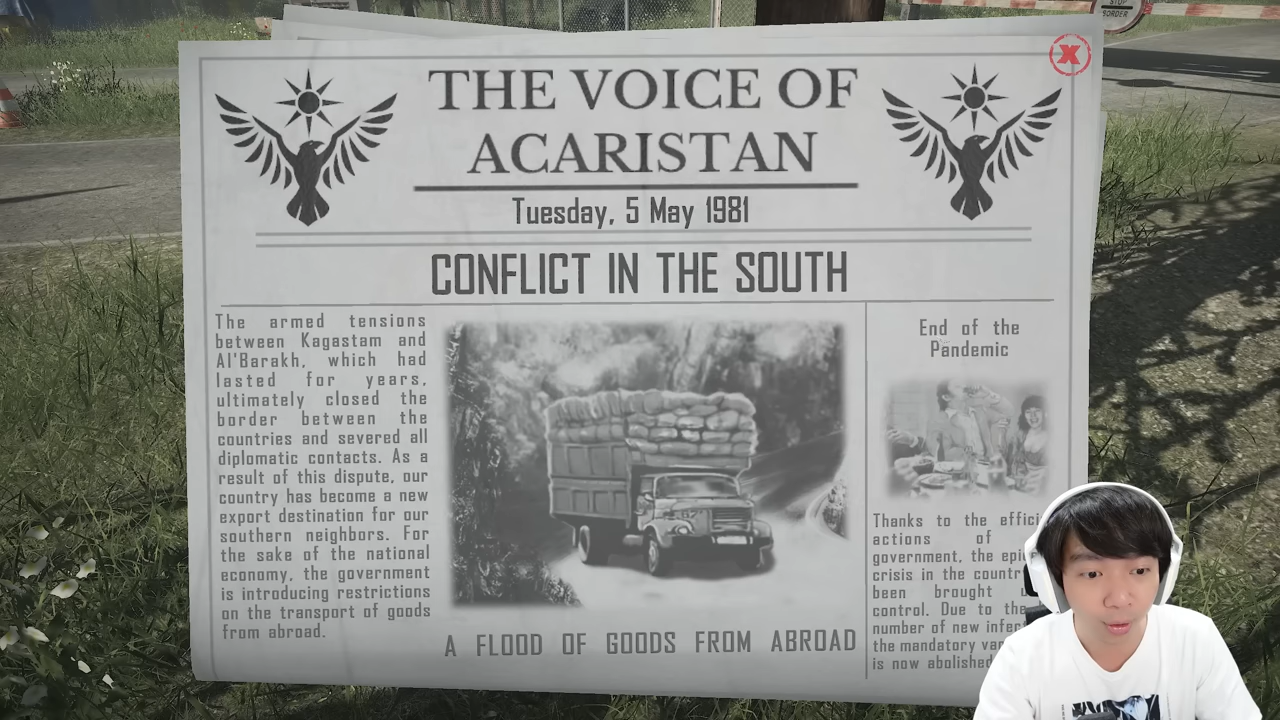 STOP
BORDER
X
THE VOICE OF
ACARISTAN
Tuesday, 5 May 1981
CONFLICT IN THE SOUTH
The armed tensions
between Kagastam and
Al'Barakh, which had
lasted for years,
ultimately closed the
border between the
countries and severed all
diplomatic contacts. As a
result of this dispute, our
country has become a new
export destination for our
southern neighbors. For
the sake of the national
economy, the government
is introducing restrictions
on the transport of goods
from abroad.
A FLOOD OF GOODS FROM ABROAD
End of the
Pandemic
Thanks to the
actions of
government, the
crisis in the
been brought
control. Due to the
number of new
the mandatory
is now abolished